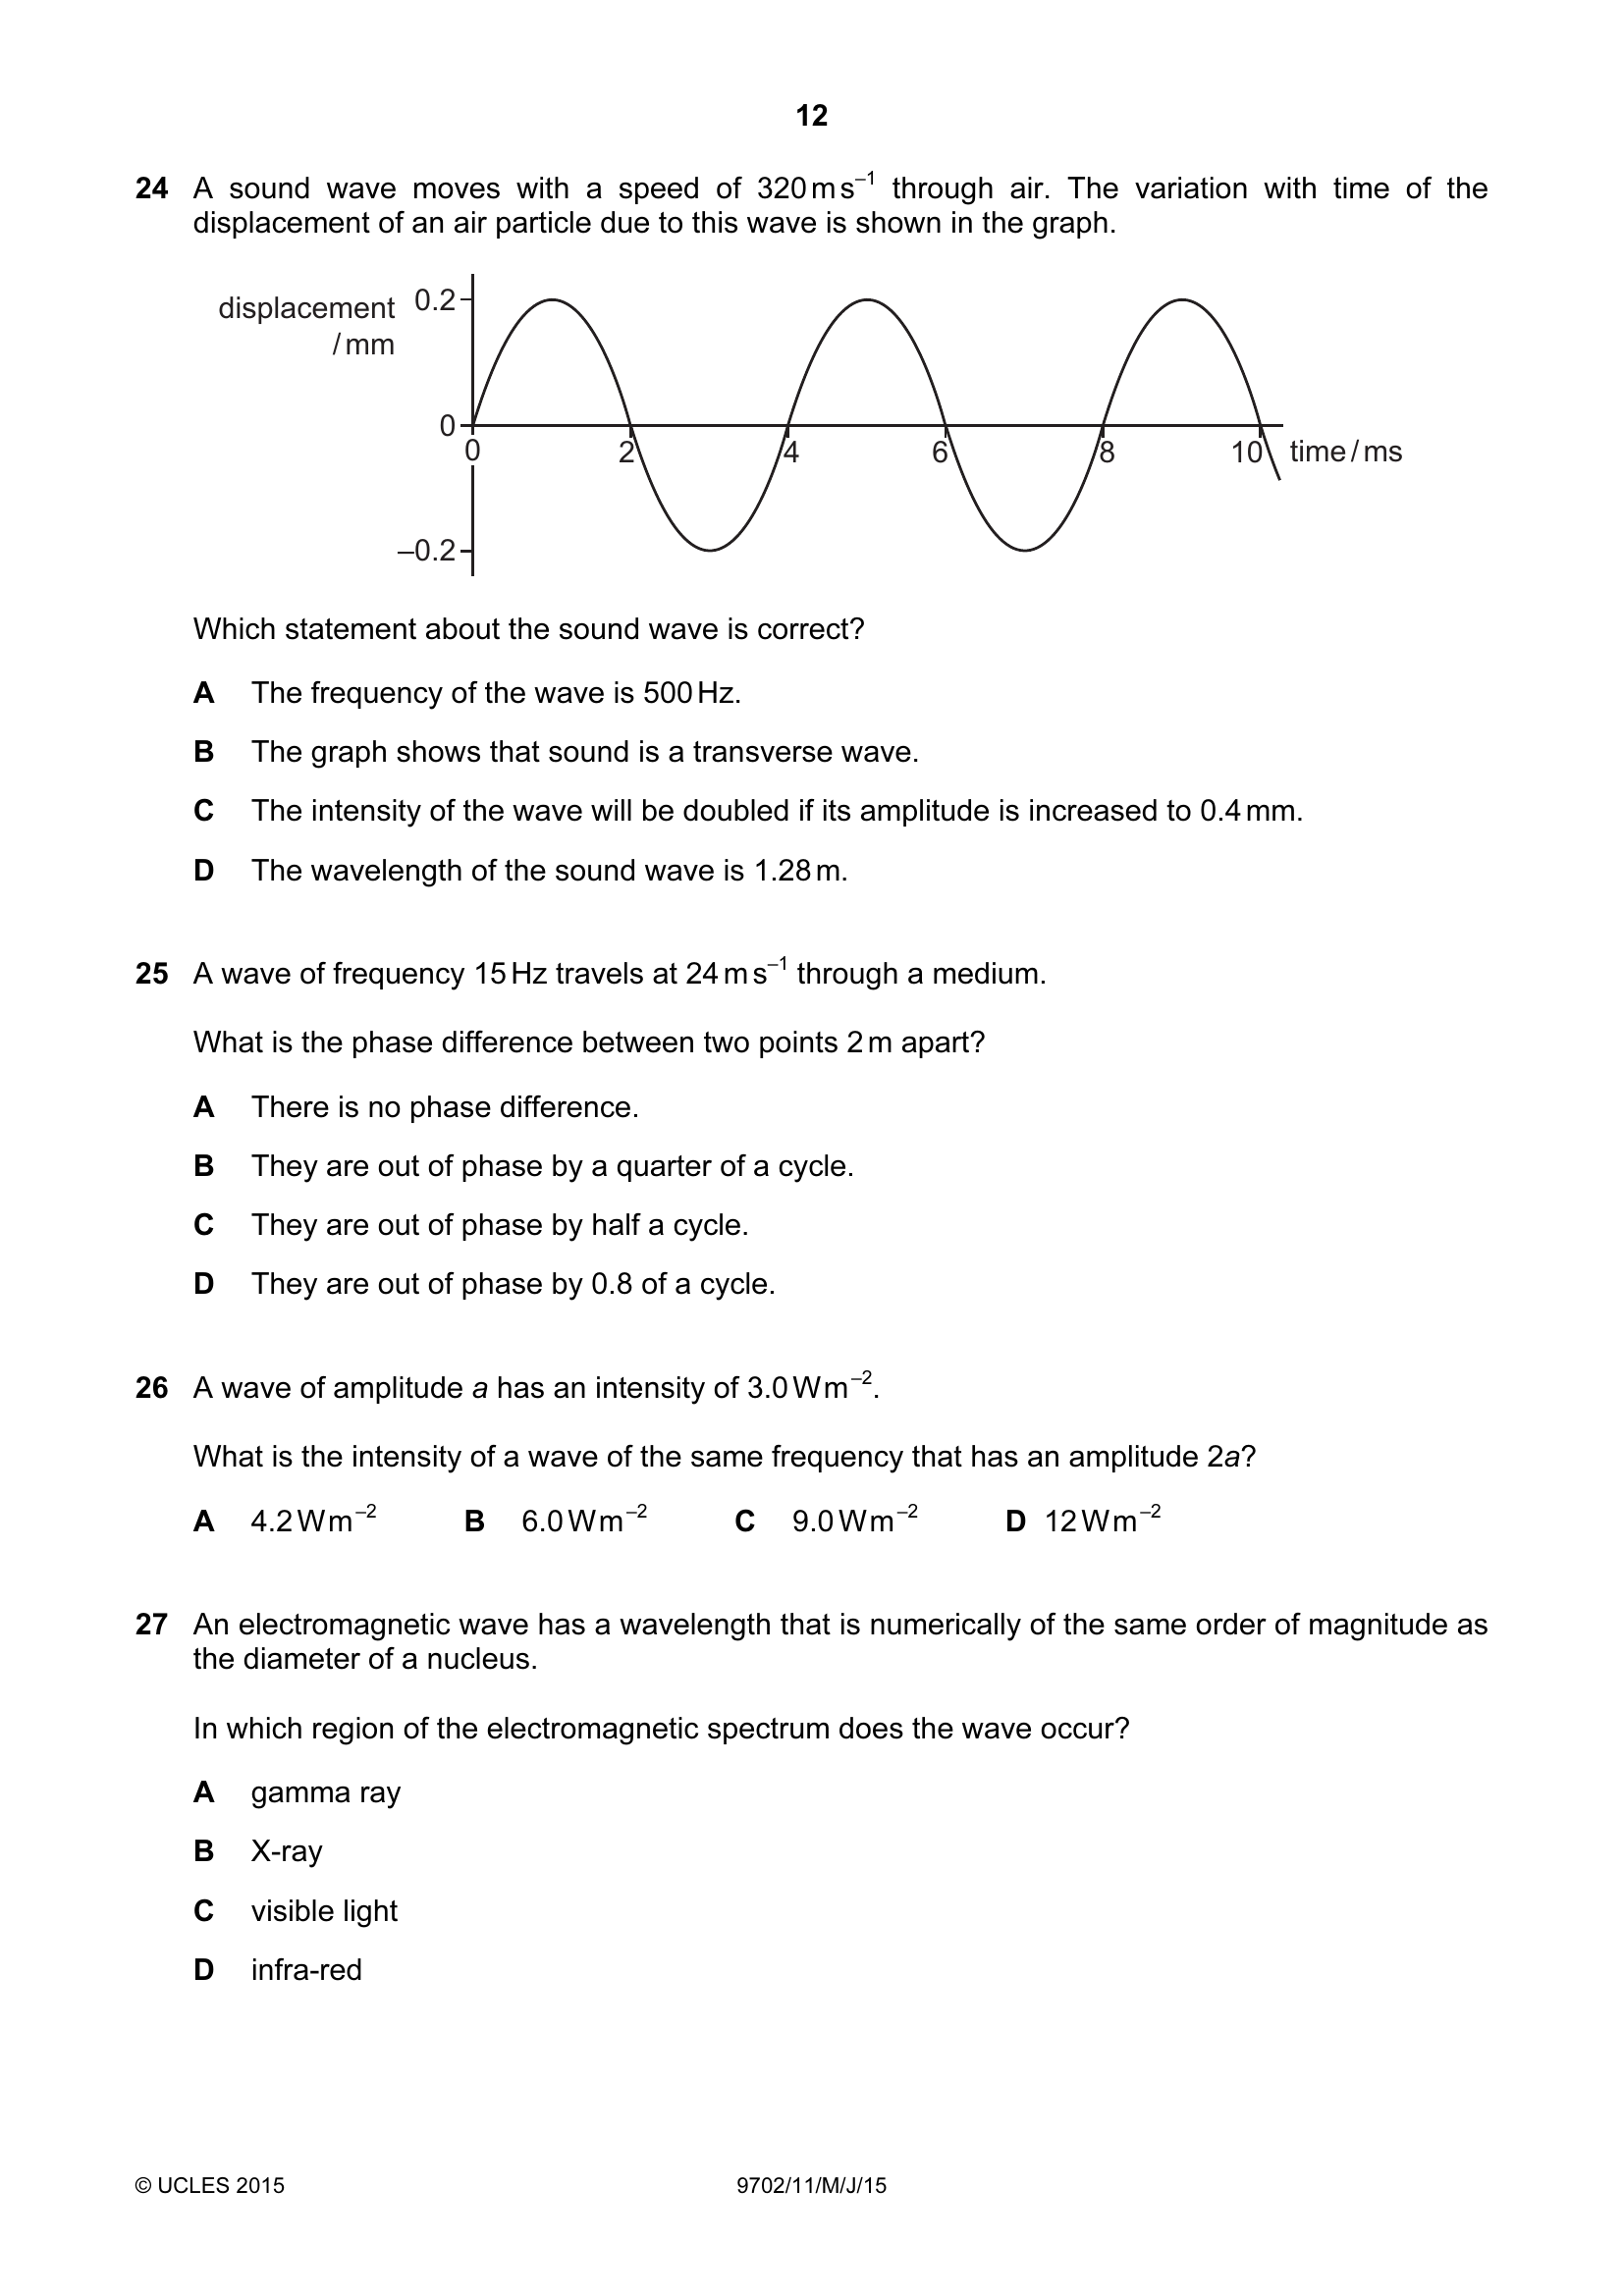 12
24 A sound wave moves with a speed of 320 m s⁻¹ through air. The variation with time of the
displacement of an air particle due to this wave is shown in the graph.
displacement
/ mm
0.2
0
–0.2
0 2 4 6 8 10 time / ms
Which statement about the sound wave is correct?
A The frequency of the wave is 500 Hz.
B The graph shows that sound is a transverse wave.
C The intensity of the wave will be doubled if its amplitude is increased to 0.4 mm.
D The wavelength of the sound wave is 1.28 m.
25 A wave of frequency 15 Hz travels at 24 m s⁻¹ through a medium.
What is the phase difference between two points 2 m apart?
A There is no phase difference.
B They are out of phase by a quarter of a cycle.
C They are out of phase by half a cycle.
D They are out of phase by 0.8 of a cycle.
26 A wave of amplitude a has an intensity of 3.0 W m⁻².
What is the intensity of a wave of the same frequency that has an amplitude 2a?
A 4.2 W m⁻² B 6.0 W m⁻² C 9.0 W m⁻² D 12 W m⁻²
27 An electromagnetic wave has a wavelength that is numerically of the same order of magnitude as
the diameter of a nucleus.
In which region of the electromagnetic spectrum does the wave occur?
A gamma ray
B X-ray
C visible light
D infra-red
© UCLES 2015 9702/11/M/J/15